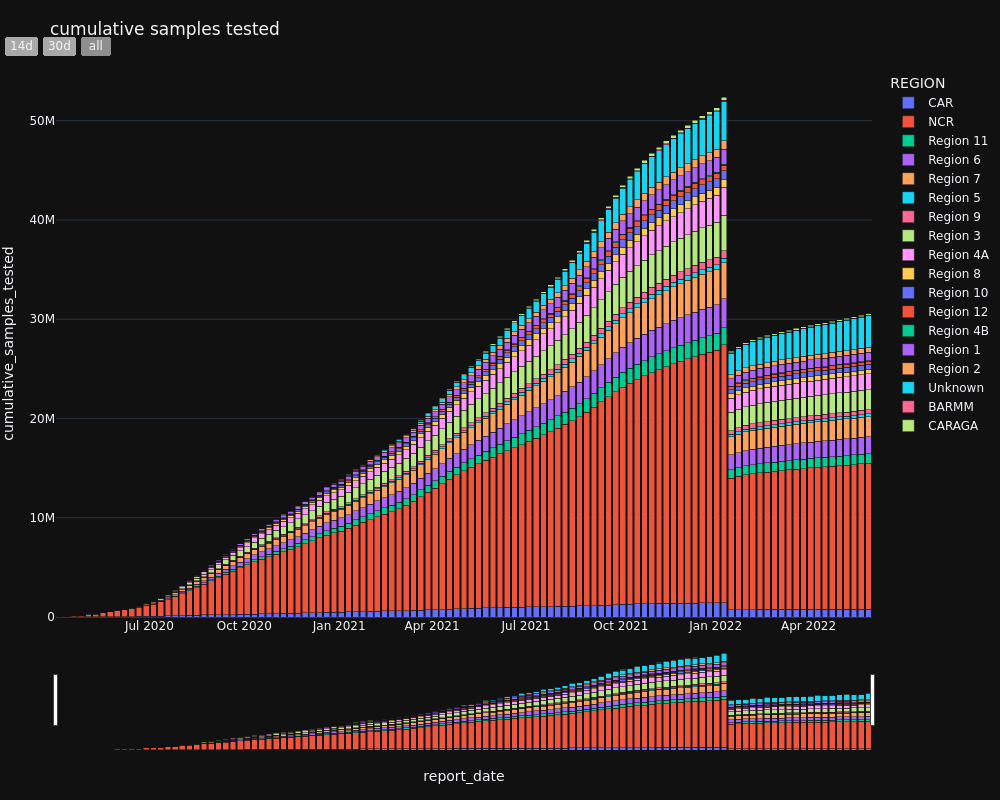 cumulative samples tested
14d 30d all
REGION
CAR
NCR
Region 11
Region 6
Region 7
Region 5
Region 9
Region 3
Region 4A
Region 8
Region 10
Region 12
Region 4B
Region 1
Region 2
Unknown
BARMM
CARAGA
cumulative_samples_tested
50M
40M
30M
20M
10M
0
Jul 2020 Oct 2020 Jan 2021 Apr 2021 Jul 2021 Oct 2021 Jan 2022 Apr 2022
report_date